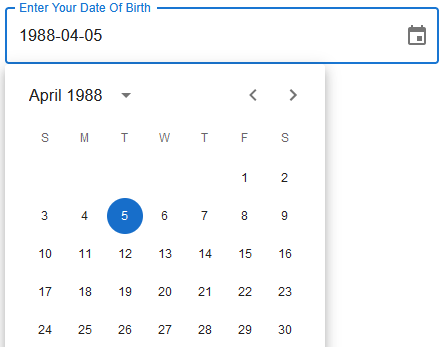 Enter Your Date Of Birth
1988-04-05
April 1988
S M T W T F S
1 2
3 4 5 6 7 8 9
10 11 12 13 14 15 16
17 18 19 20 21 22 23
24 25 26 27 28 29 30